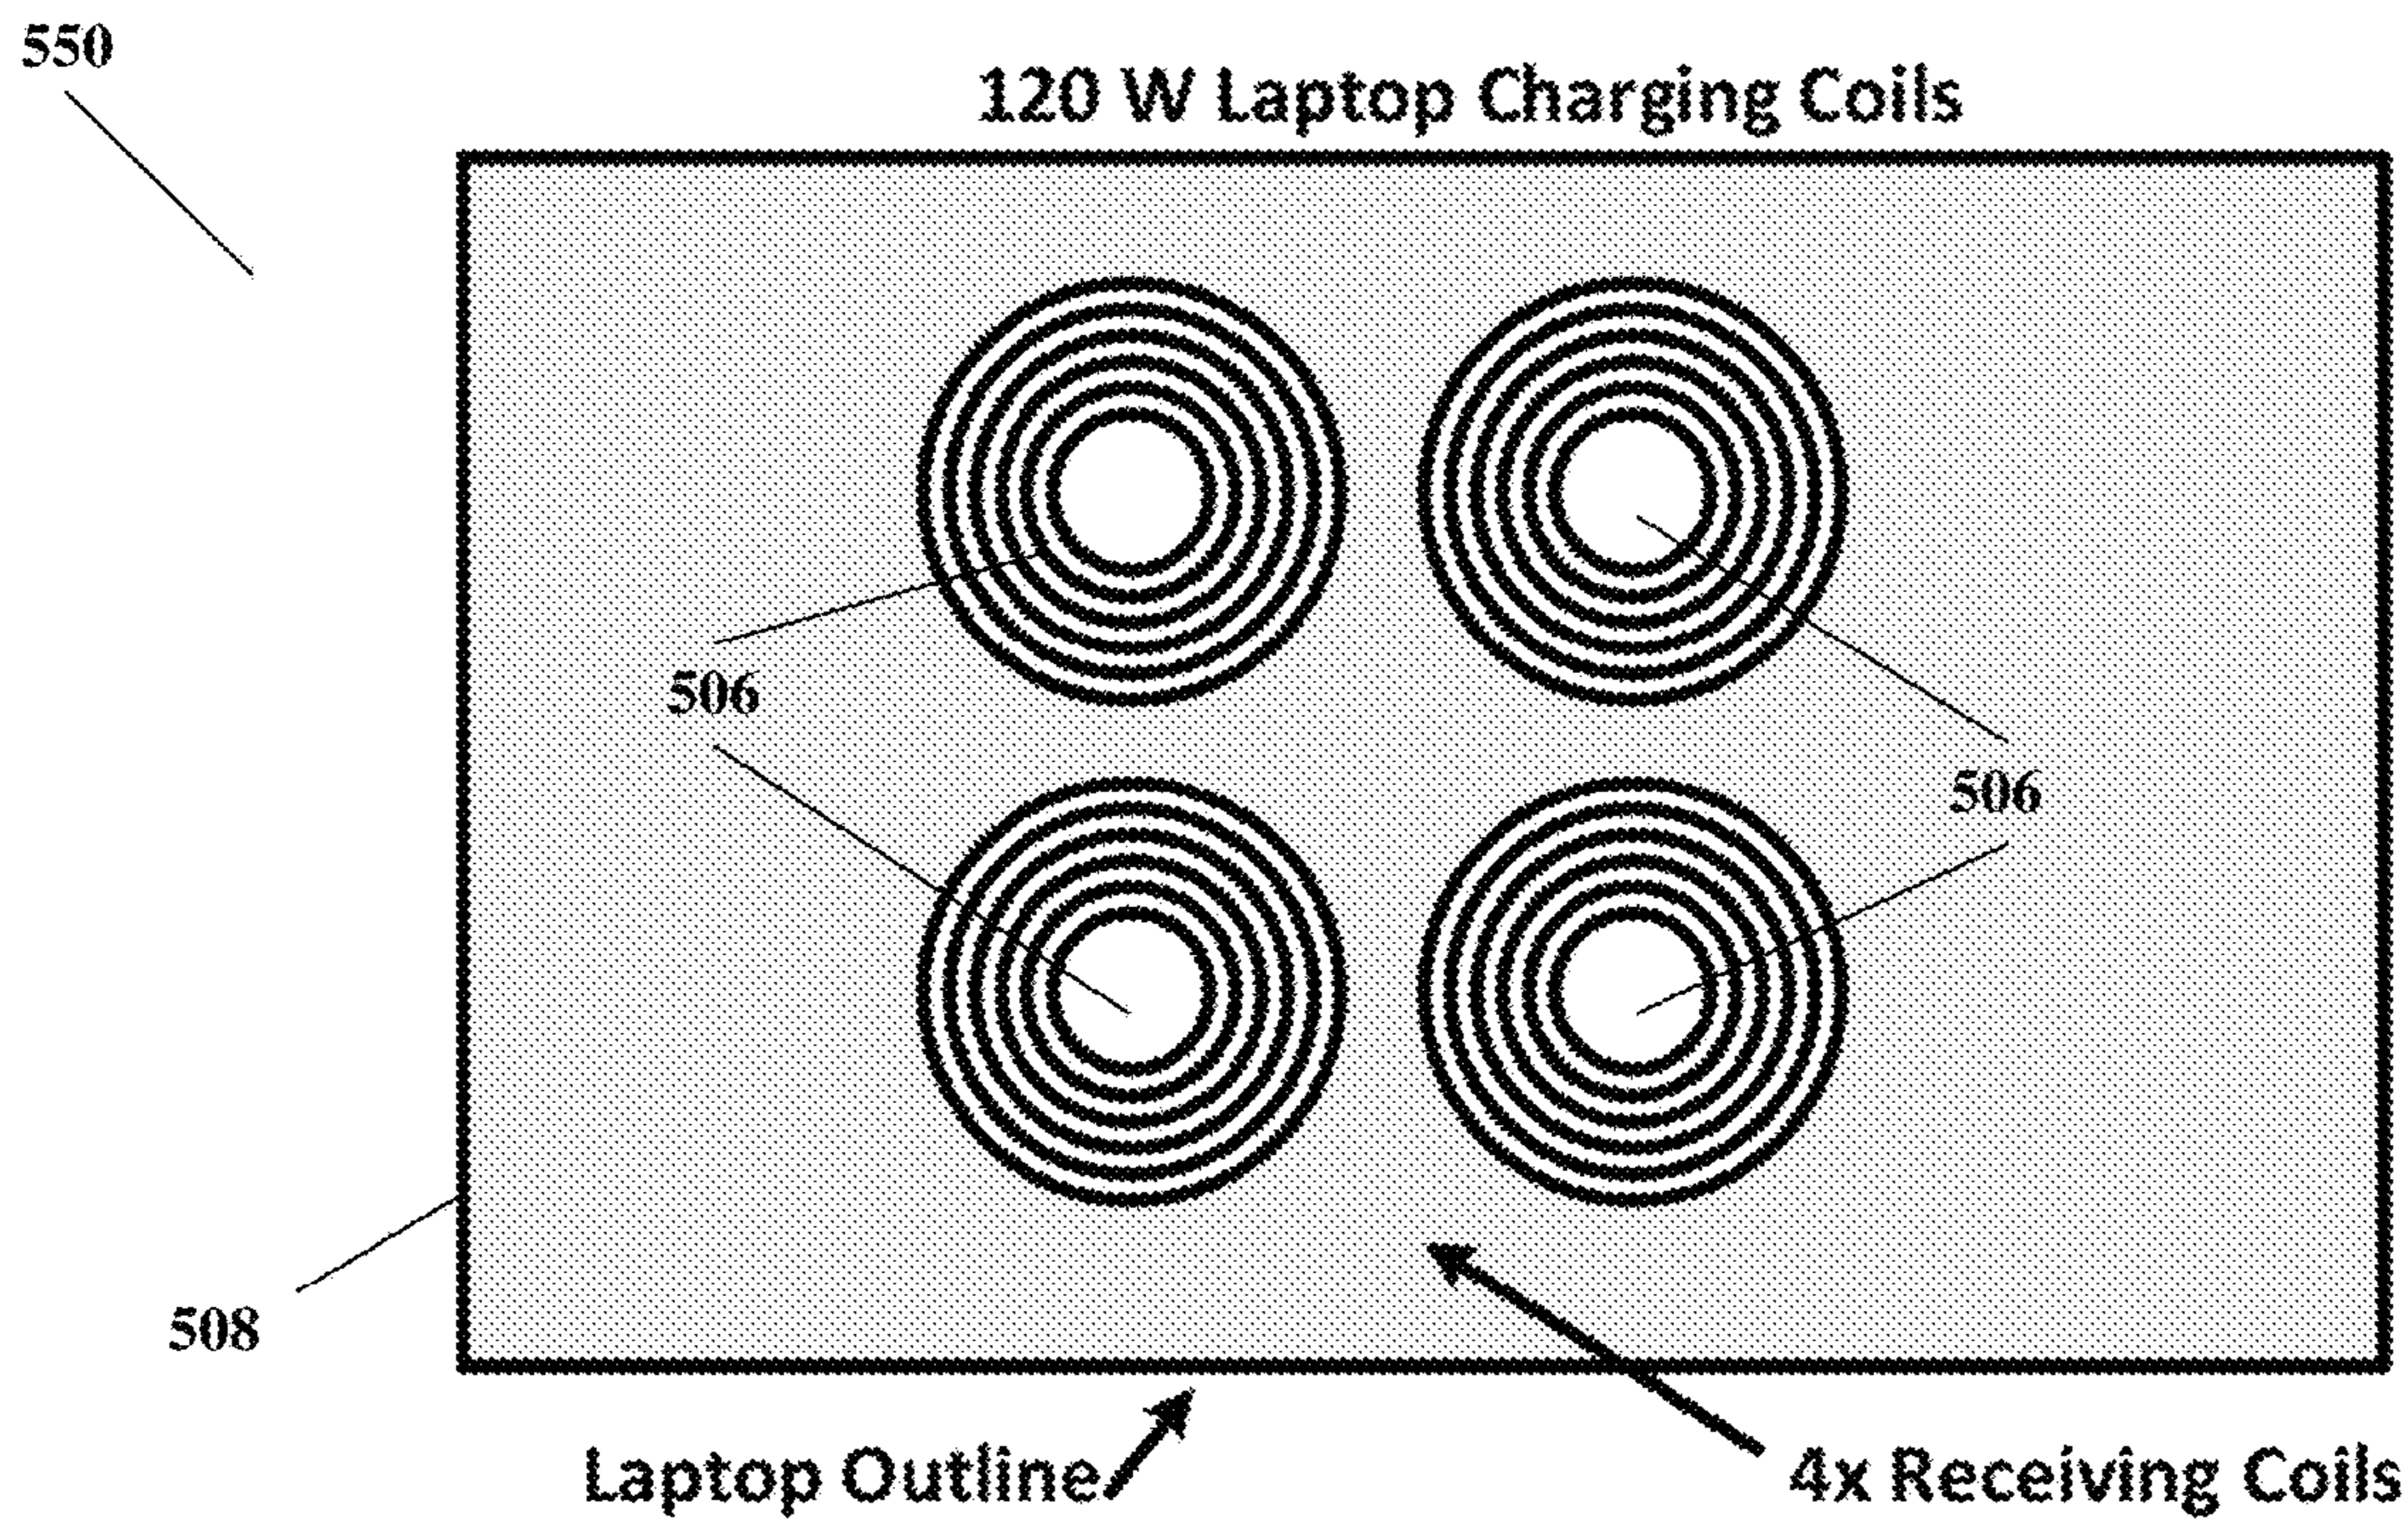 550
120 W Laptop Charging Coils
506
506
508
Laptop Outline
4x Receiving Coils